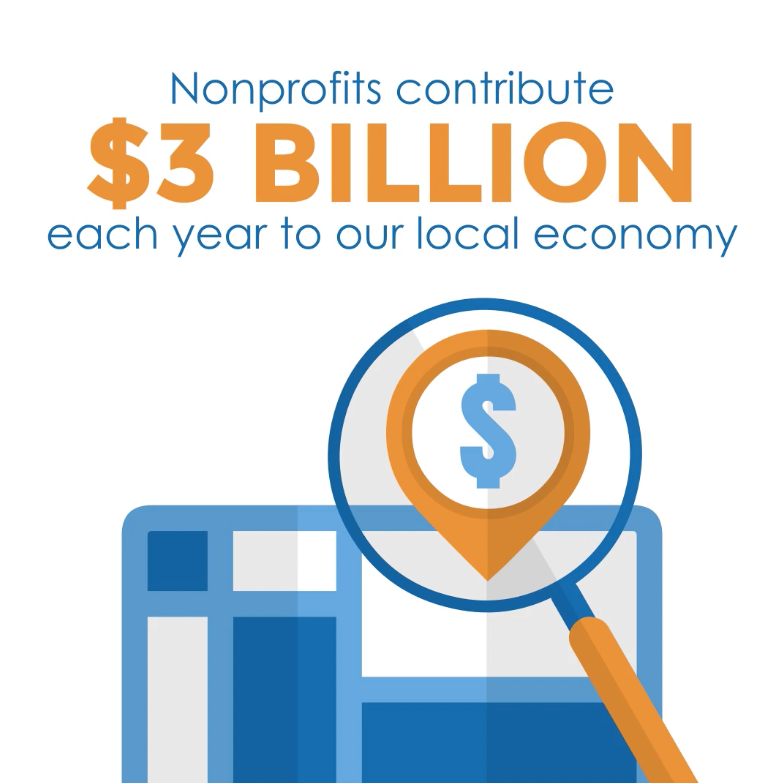 Nonprofits contribute
$3 BILLION
each year to our local economy
$